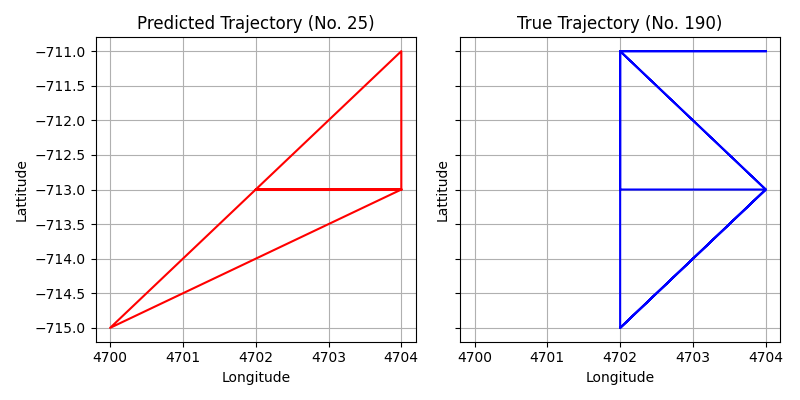 Predicted Trajectory (No. 25)
True Trajectory (No. 190)
−711.0
−711.5
−712.0
−712.5
−713.0
−713.5
−714.0
−714.5
−715.0
Lattitude
Lattitude
4700 4701 4702 4703 4704
4700 4701 4702 4703 4704
Longitude
Longitude